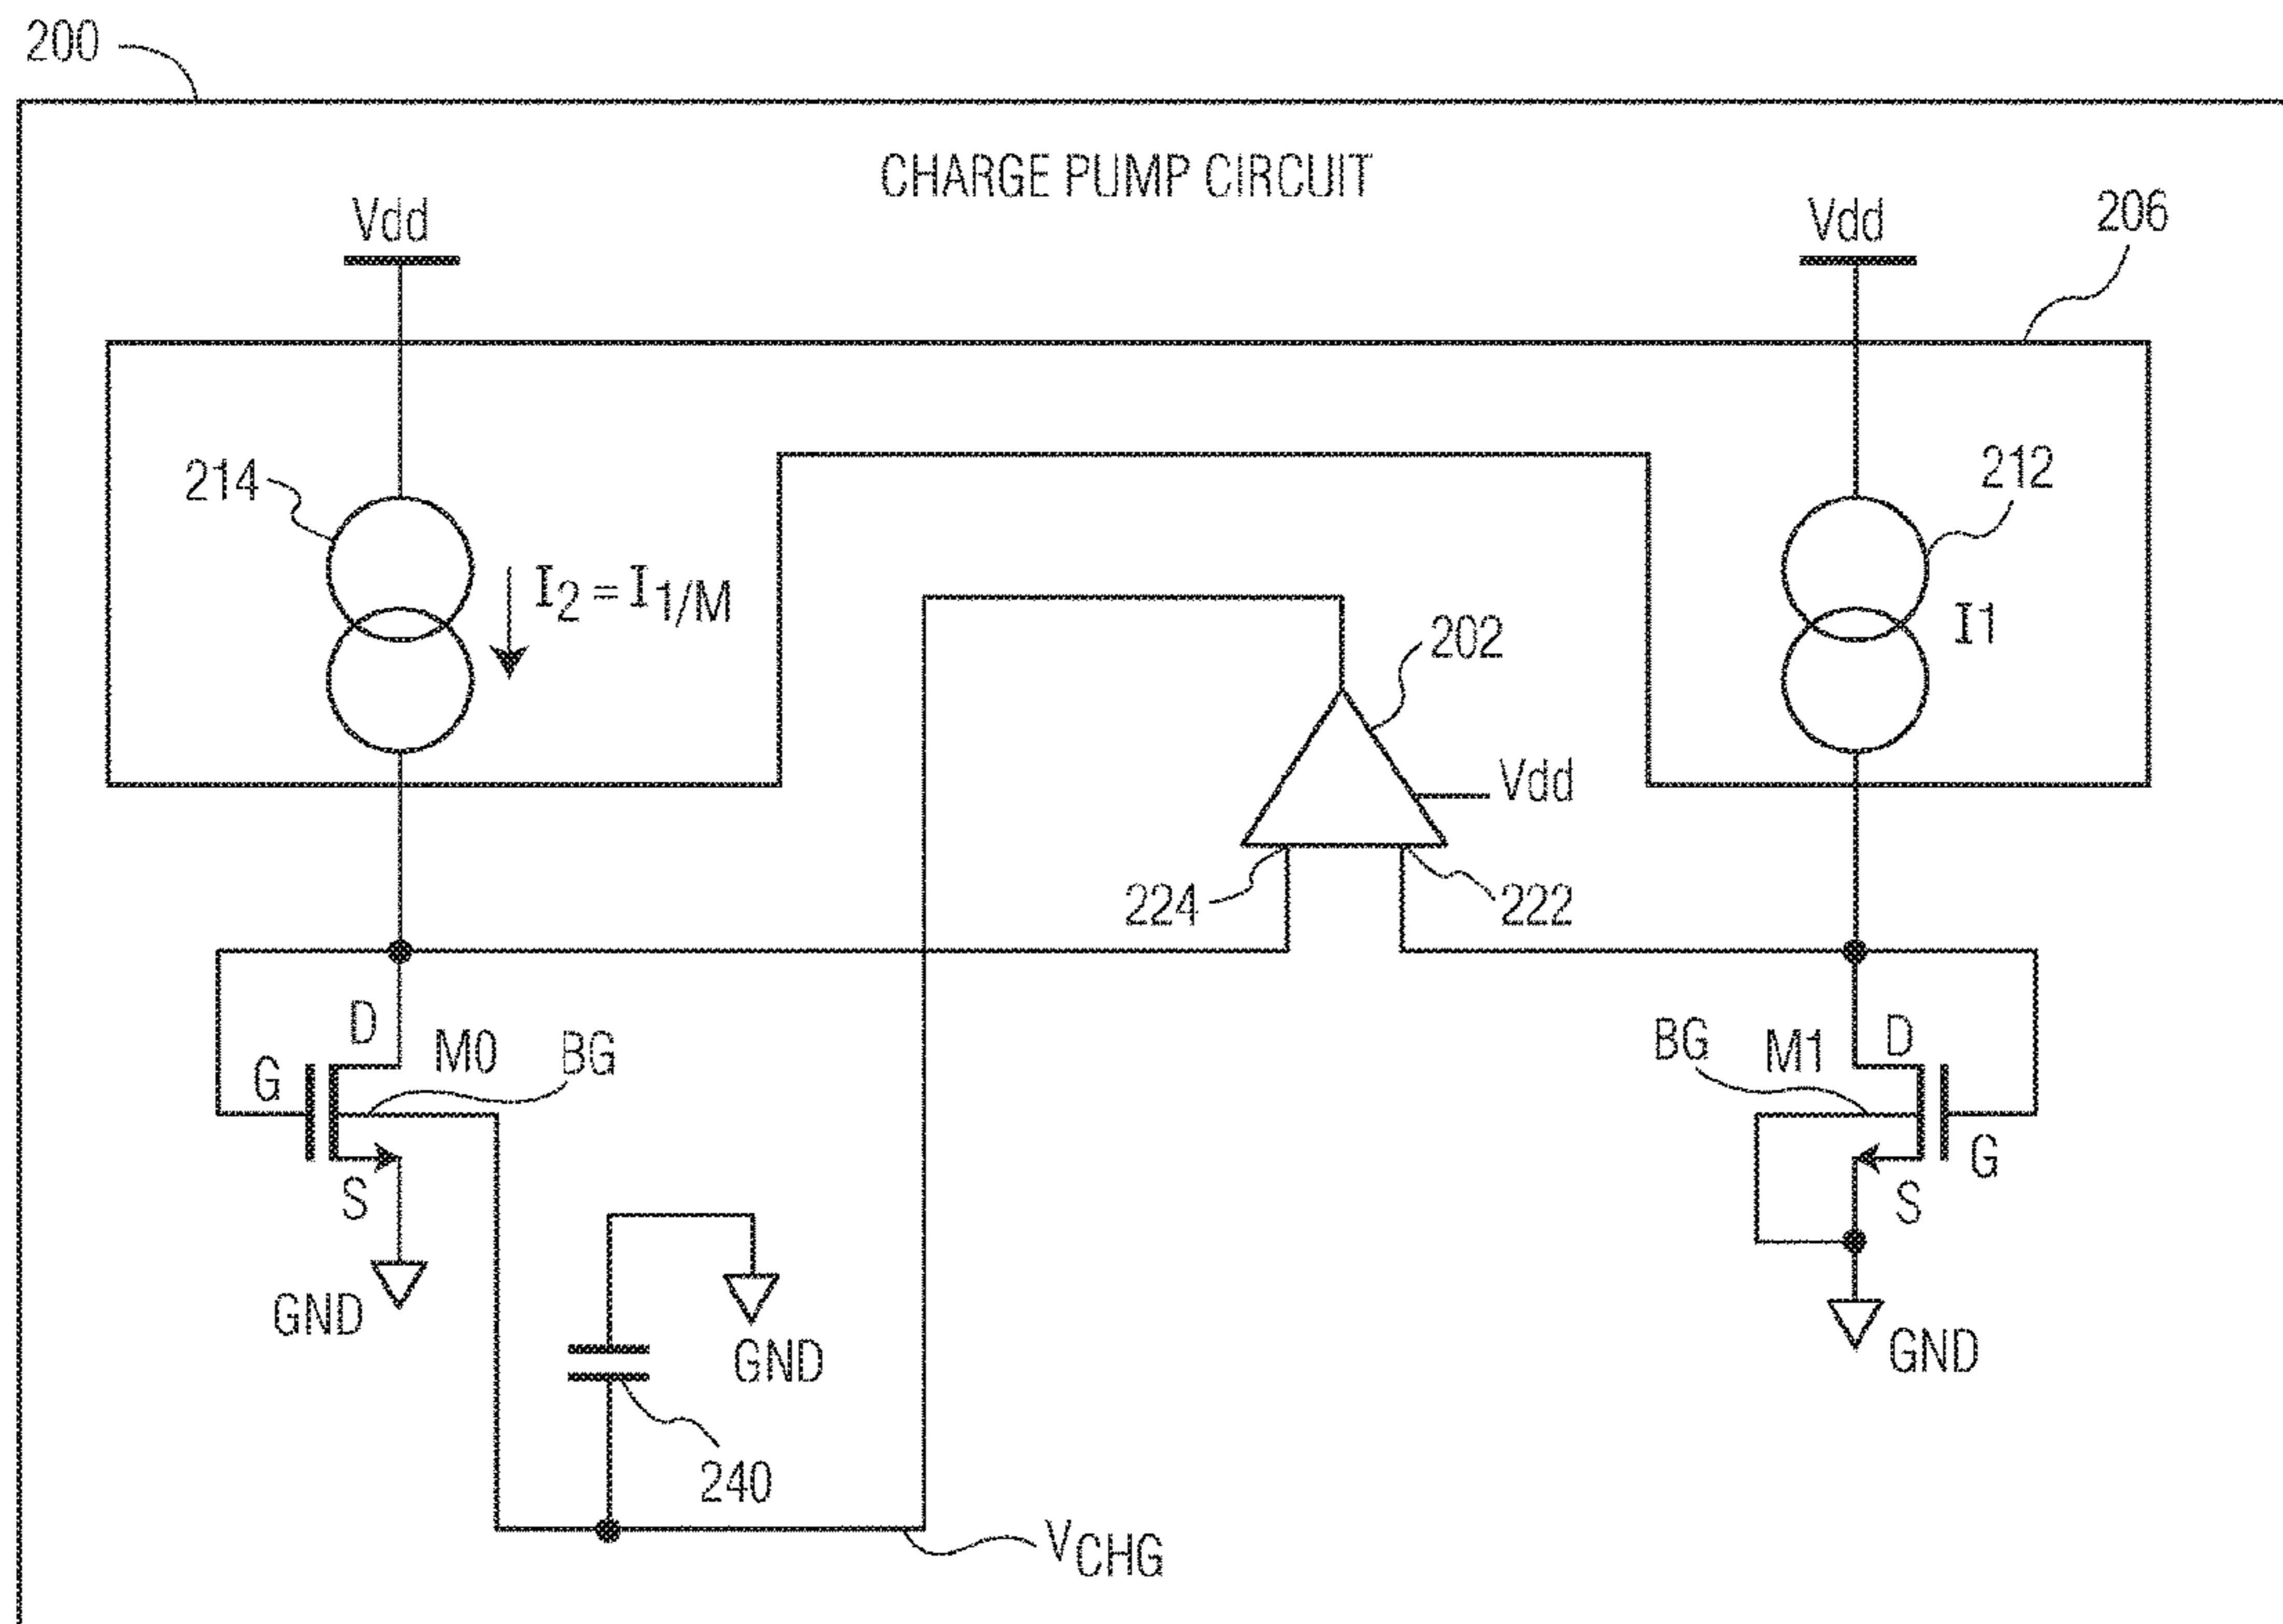 200
CHARGE PUMP CIRCUIT
Vdd
Vdd
206
214
I2 = I1/M
212
I1
202
Vdd
224
222
D
M0
BG
G
S
GND
BG
M1
D
G
S
GND
GND
240
VCHG